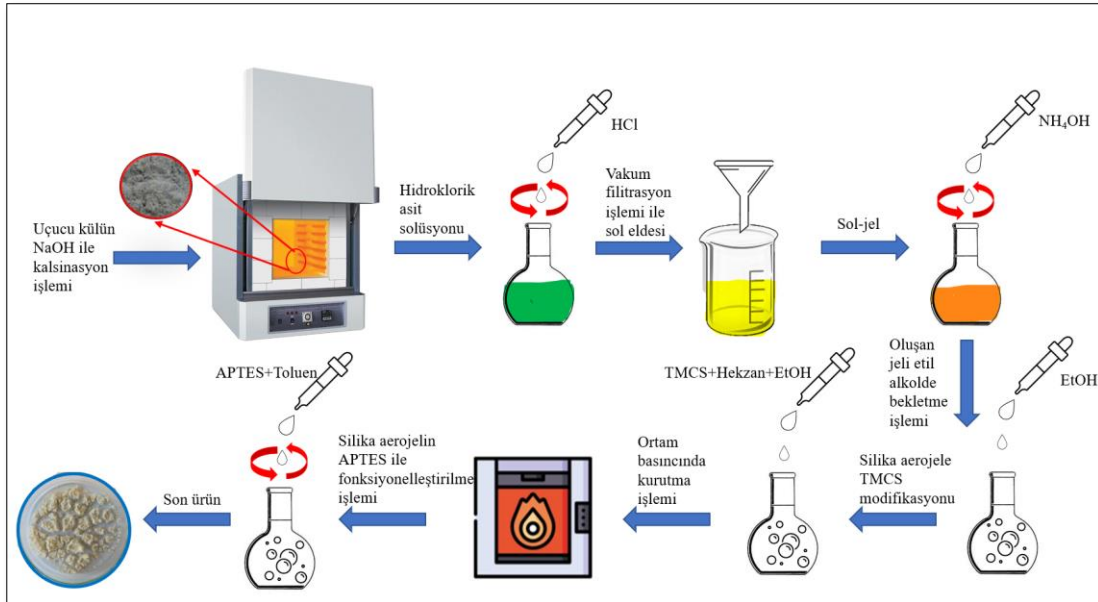 Uçucu külün
NaOH ile
kalsinasyon
işlemi
Hidroklorik
asit
solüsyonu
HCl
Vakum
filitrasyon
işlemi ile
sol eldesi
Sol-jel
NH₄OH
Oluşan
jeli etil
alkolde
bekletme
işlemi
EtOH
Silika aerojele
TMCS
modifikasyonu
TMCS+Hekzan+EtOH
Ortam
basıncında
kurutma
işlemi
Silika aerojelin
APTES ile
fonksiyonelleştirilme
işlemi
APTES+Toluen
Son ürün